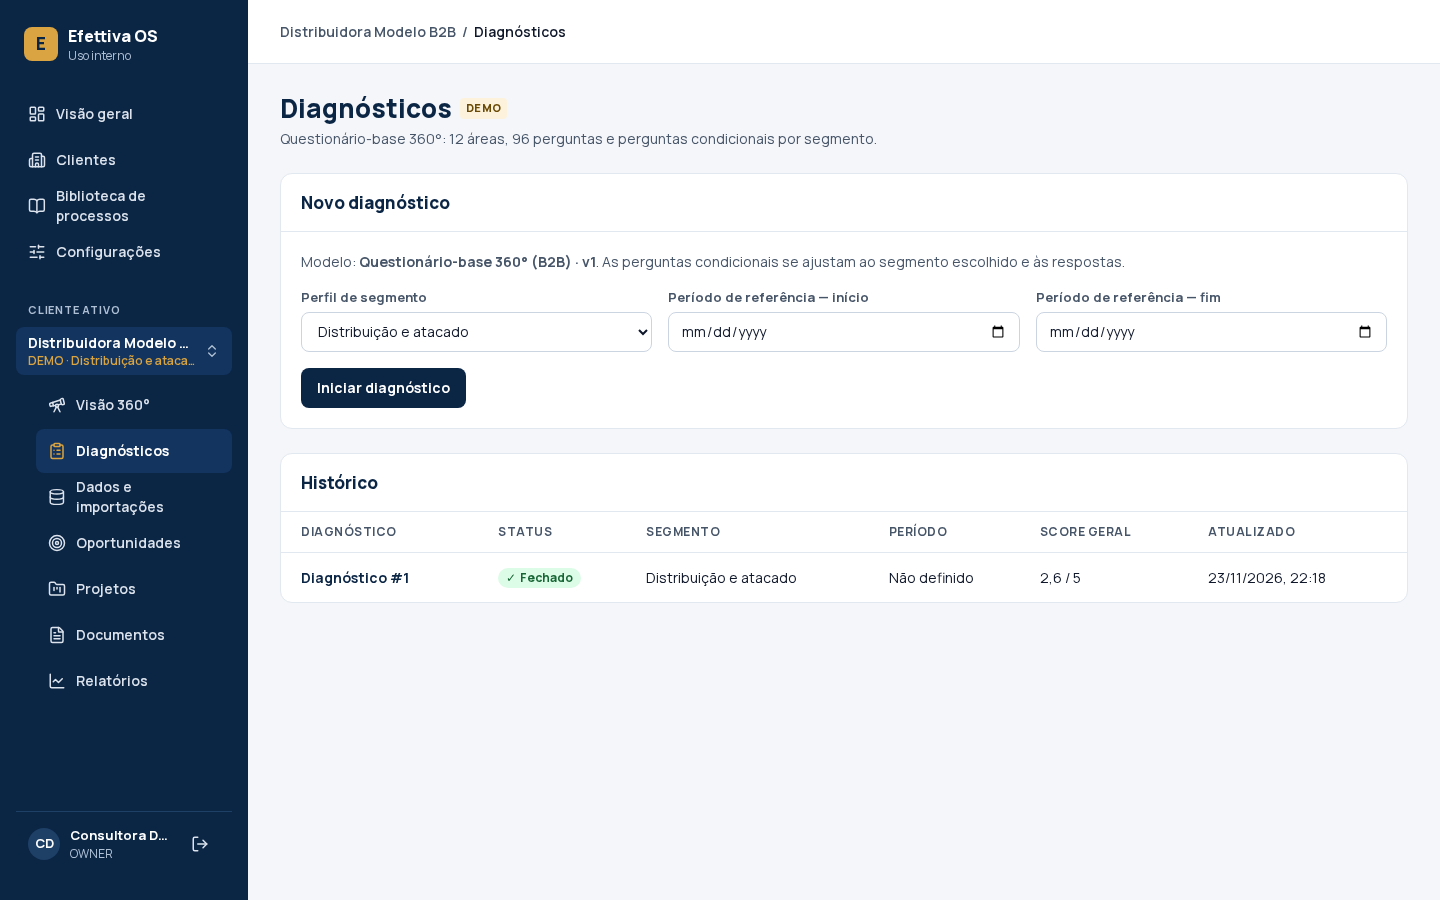 E
Efettiva OS
Uso interno
Visão geral
Clientes
Biblioteca de
processos
Configurações
CLIENTE ATIVO
Distribuidora Modelo ...
DEMO · Distribuição e ataca...
Visão 360°
Diagnósticos
Dados e
importações
Oportunidades
Projetos
Documentos
Relatórios
CD
Consultora D...
OWNER
Distribuidora Modelo B2B / Diagnósticos
Diagnósticos DEMO
Questionário-base 360°: 12 áreas, 96 perguntas e perguntas condicionais por segmento.
Novo diagnóstico
Modelo: Questionário-base 360° (B2B) · v1. As perguntas condicionais se ajustam ao segmento escolhido e às respostas.
Perfil de segmento Período de referência — início Período de referência — fim
Distribuição e atacado mm/dd/yyyy mm/dd/yyyy
Iniciar diagnóstico
Histórico
DIAGNÓSTICO STATUS SEGMENTO PERÍODO SCORE GERAL ATUALIZADO
Diagnóstico #1 ✓ Fechado Distribuição e atacado Não definido 2,6 / 5 23/11/2026, 22:18